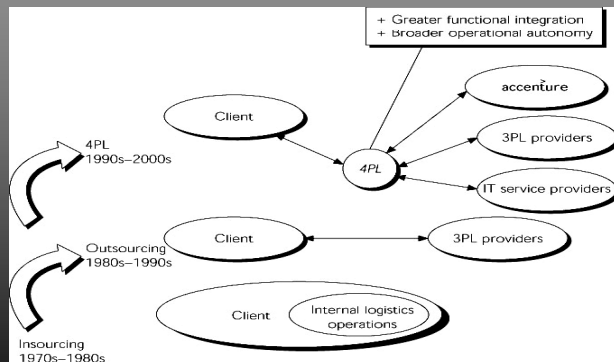 + Greater functional integration
+ Broader operational autonomy
accenture
Client
4PL
1990s–2000s
3PL providers
4PL
IT service providers
Outsourcing
1980s–1990s
Client
3PL providers
Client
Internal logistics
operations
Insourcing
1970s–1980s